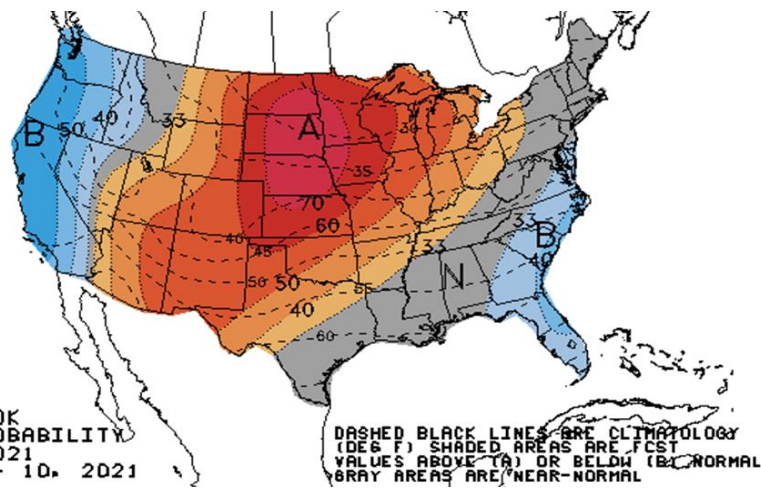 A
B 50 40
33
30
35
70
60
33
B
40
40
45
33
N
50 50
55
40
60
OK
OBABILITY
021
10, 2021
DASHED BLACK LINES ARE CLIMATOLOGY
(DEG F) SHADED AREAS ARE FCST
VALUES ABOVE (A) OR BELOW (B) NORMAL
GRAY AREAS ARE NEAR-NORMAL